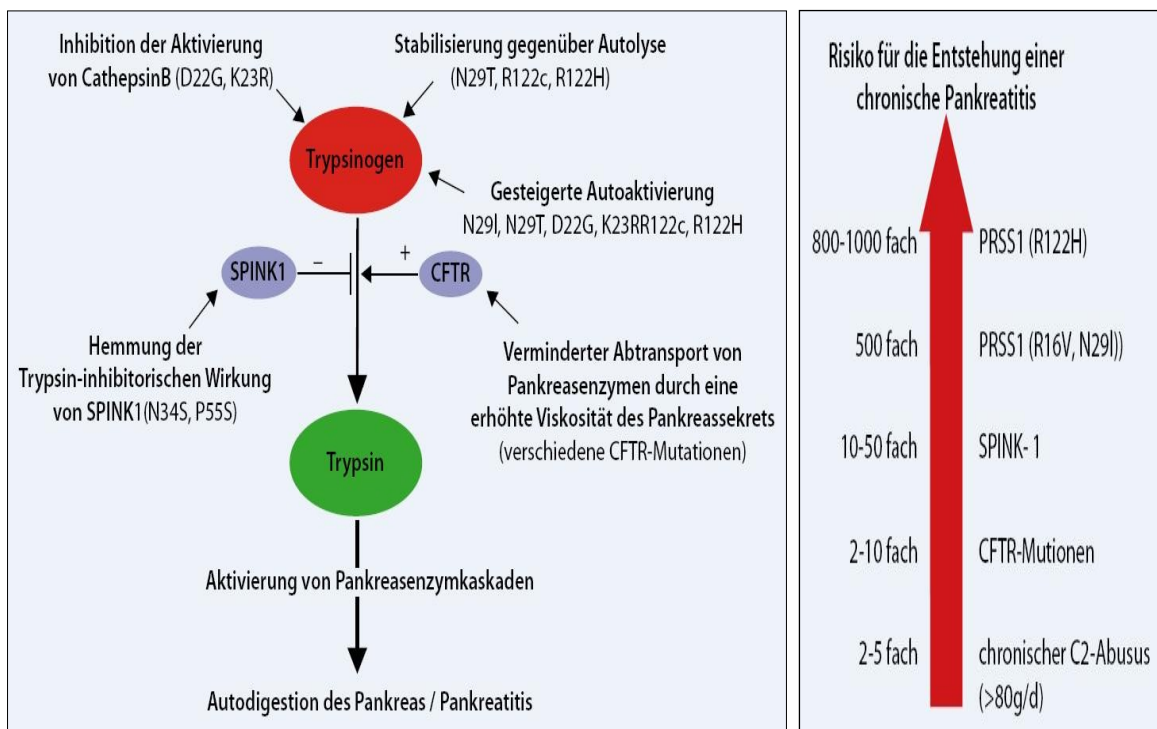 Inhibition der Aktivierung
von CathepsinB (D22G, K23R)
Stabilisierung gegenüber Autolyse
(N29T, R122c, R122H)
Trypsinogen
Gesteigerte Autoaktivierung
N29l, N29T, D22G, K23RR122c, R122H
SPINK1
–
+
CFTR
Hemmung der
Trypsin-inhibitorischen Wirkung
von SPINK1(N34S, P55S)
Verminderter Abtransport von
Pankreasenzymen durch eine
erhöhte Viskosität des Pankreassekrets
(verschiedene CFTR-Mutationen)
Trypsin
Aktivierung von Pankreasenzymkaskaden
Autodigestion des Pankreas / Pankreatitis
Risiko für die Entstehung einer
chronische Pankreatitis
800-1000 fach PRSS1 (R122H)
500 fach PRSS1 (R16V, N29l))
10-50 fach SPINK- 1
2-10 fach CFTR-Mutionen
2-5 fach chronischer C2-Abusus
(>80g/d)